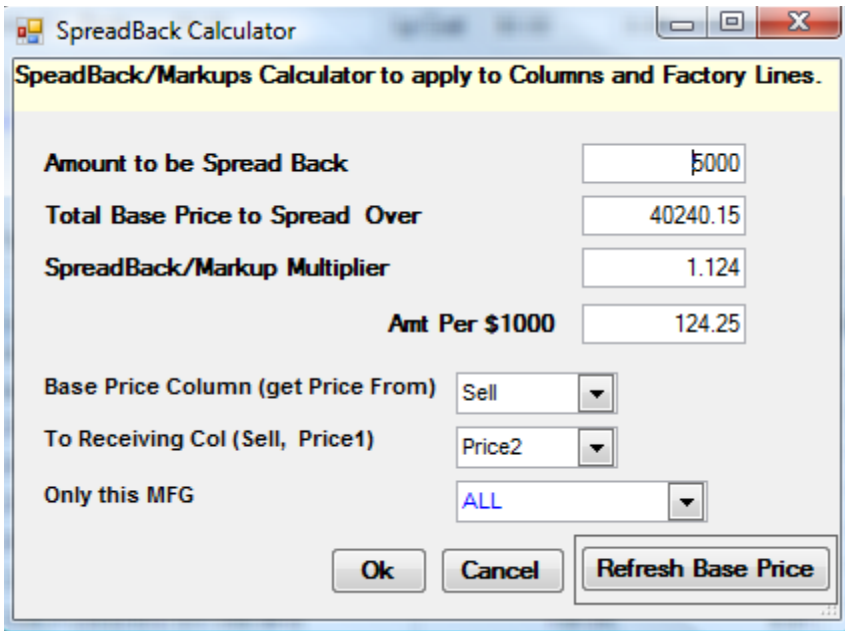 SpreadBack Calculator
SpeadBack/Markups Calculator to apply to Columns and Factory Lines.
Amount to be Spread Back 5000
Total Base Price to Spread Over 40240.15
SpreadBack/Markup Multiplier 1.124
Amt Per $1000 124.25
Base Price Column (get Price From) Sell
To Receiving Col (Sell, Price1) Price2
Only this MFG ALL
Ok Cancel Refresh Base Price